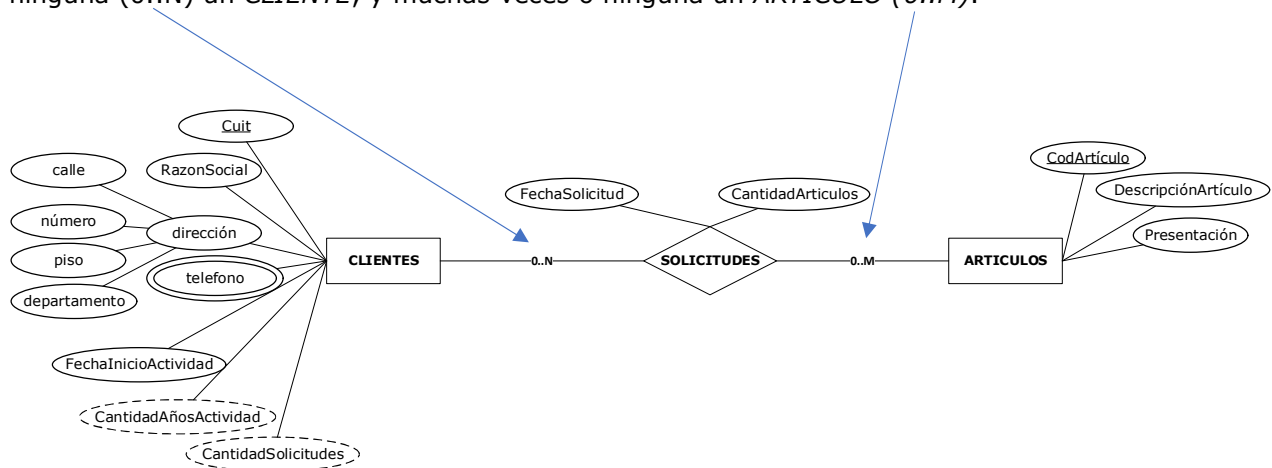 ninguna (0..N) un CLIENTE, y muchas veces o ninguna un ARTICULO (0..M).
Cuit
calle
RazonSocial
número
dirección
piso
telefono
departamento
FechaInicioActividad
CantidadAñosActividad
CantidadSolicitudes
CLIENTES
0..N
FechaSolicitud
CantidadArticulos
SOLICITUDES
0..M
ARTICULOS
CodArtículo
DescripciónArtículo
Presentación